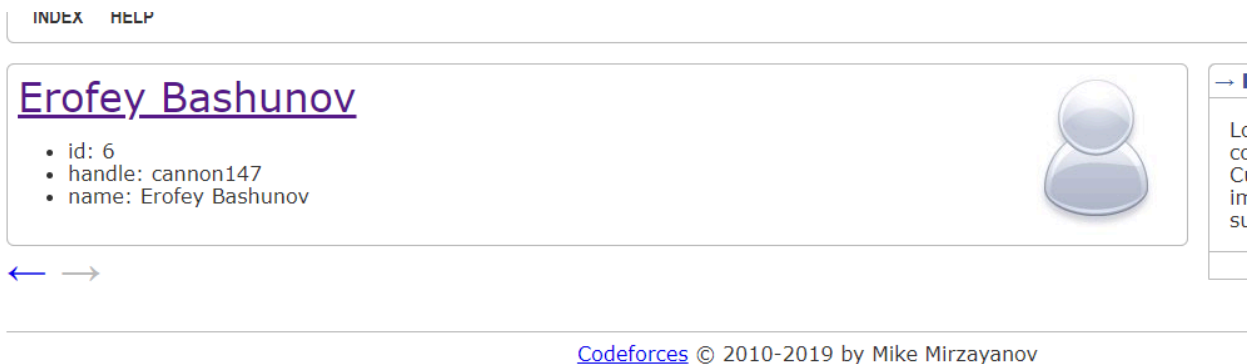 INDEX HELP
Erofey Bashunov
• id: 6
• handle: cannon147
• name: Erofey Bashunov
← →
→
Codeforces © 2010-2019 by Mike Mirzayanov